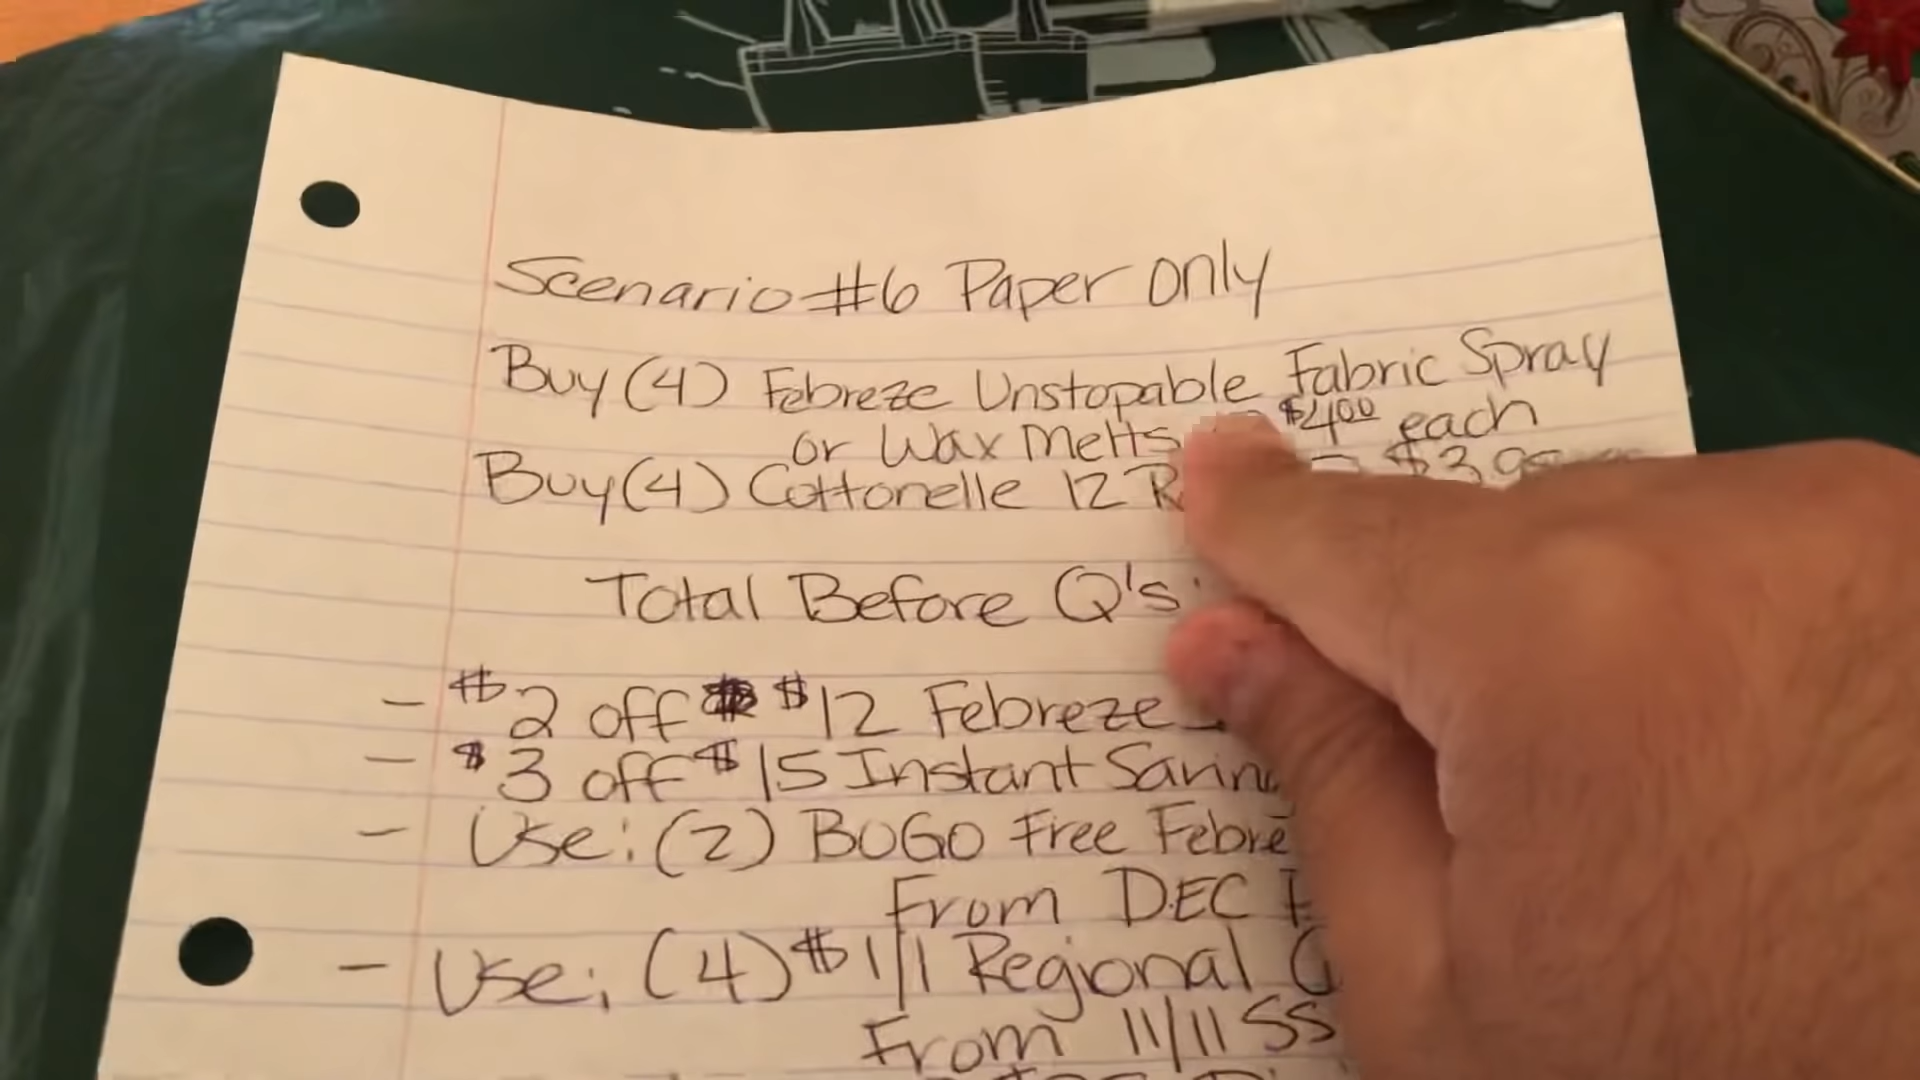 Scenario #6 Paper only
Buy (4) Febreze Unstopable Fabric Spray
or Wax Melts $4.00 each
Buy (4) Cottonelle 12
Total Before Q's:
- $2 off $12 Febreze
- $3 off $15 Instant
- Use: (2) BOGO Free
From DEC
- Use: (4) $1/1 Regional
From 11/11 SS